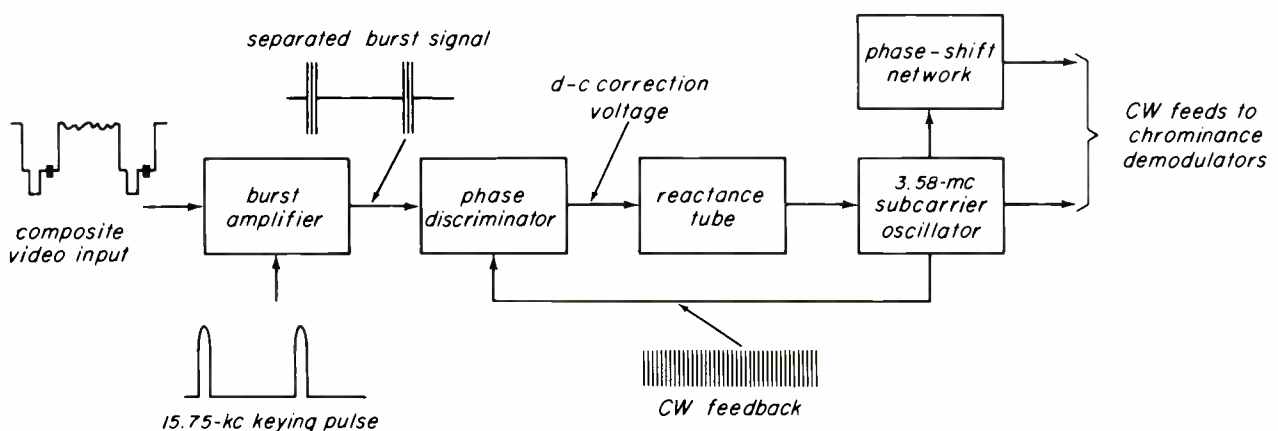 separated burst signal
d-c correction
voltage
phase-shift
network
CW feeds to
chrominance
demodulators
composite
video input
burst
amplifier
phase
discriminator
reactance
tube
3.58-mc
subcarrier
oscillator
15.75-kc keying pulse
CW feedback